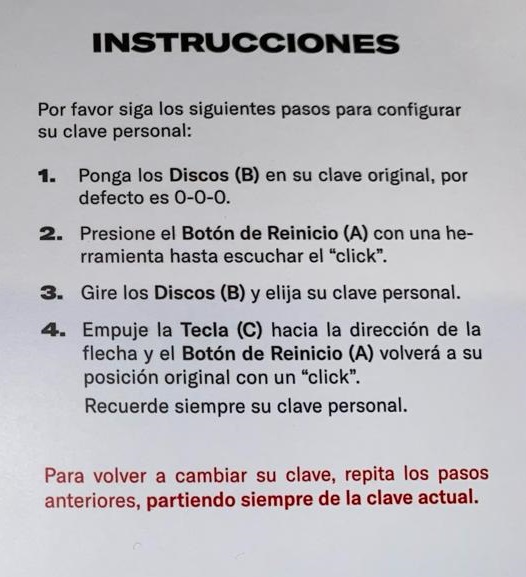 INSTRUCCIONES
Por favor siga los siguientes pasos para configurar
su clave personal:
1. Ponga los Discos (B) en su clave original, por
defecto es 0-0-0.
2. Presione el Botón de Reinicio (A) con una he-
rramienta hasta escuchar el “click”.
3. Gire los Discos (B) y elija su clave personal.
4. Empuje la Tecla (C) hacia la dirección de la
flecha y el Botón de Reinicio (A) volverá a su
posición original con un “click”.
Recuerde siempre su clave personal.
Para volver a cambiar su clave, repita los pasos
anteriores, partiendo siempre de la clave actual.